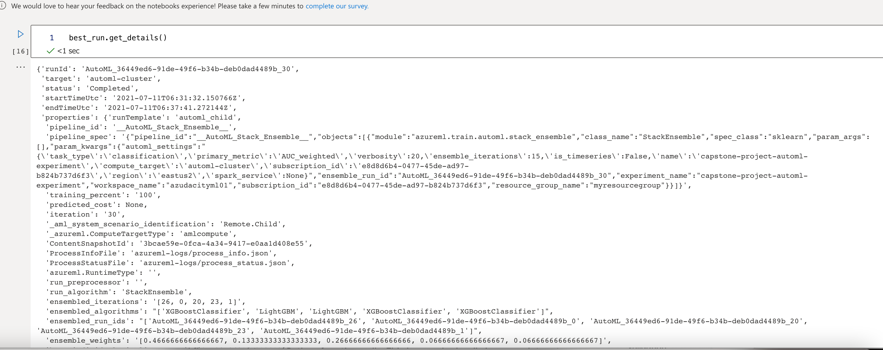 We would love to hear your feedback on the notebooks experience! Please take a few minutes to complete our survey
1 best_run.get_details()
[16]
<1 sec
...
{'runId': 'AutoML_36449ed6-91de-49f6-b34b-deb0dad4489b_30',
'target': 'automl-cluster',
'status': 'Completed',
'startTimeUtc': '2021-07-11T06:31:32.150766Z',
'endTimeUtc': '2021-07-11T06:37:41.272144Z',
'properties': {'runTemplate': 'automl_child',
'pipeline_id': '__AutoML_Stack_Ensemble__',
'pipeline_spec': '{"pipeline_id":"__AutoML_Stack_Ensemble__","objects":[{"module":"azureml.train.automl.stack_ensemble","class_name":"StackEnsemble","spec_class":"sklearn","param_args":
[],"param_kwargs":{"automl_settings":"
{\'task_type\':\'classification\',\'primary_metric\':\'AUC_weighted\',\'verbosity\':20,\'ensemble_iterations\':15,\'is_timeseries\':False,\'name\':\'capstone-project-automl-
experiment\',\'compute_target\':\'automl-cluster\',\'subscription_id\':\'e8d8d6b4-0477-45de-ad97-
b824b737d6f3\',\'region\':\'eastus2\',\'spark_service\':None}","ensemble_run_id":"AutoML_36449ed6-91de-49f6-b34b-deb0dad4489b_30","experiment_name":"capstone-project-automl-
experiment","workspace_name":"azudacityml01","subscription_id":"e8d8d6b4-0477-45de-ad97-b824b737d6f3","resource_group_name":"myresourcegroup"}}]}',
'training_percent': '100',
'predicted_cost': None,
'iteration': '30',
'_aml_system_scenario_identification': 'Remote.Child',
'_azureml.ComputeTargetType': 'amlcompute',
'ContentSnapshotId': '3bcae59e-0fca-4a34-9417-e0aa1d408e55',
'ProcessInfoFile': 'azureml-logs/process_info.json',
'ProcessStatusFile': 'azureml-logs/process_status.json',
'azureml.RuntimeType': '',
'run_preprocessor': '',
'run_algorithm': 'StackEnsemble',
'ensembled_iterations': '[26, 0, 20, 23, 1]',
'ensembled_algorithms': "['XGBoostClassifier', 'LightGBM', 'LightGBM', 'XGBoostClassifier', 'XGBoostClassifier']",
'ensembled_run_ids': "['AutoML_36449ed6-91de-49f6-b34b-deb0dad4489b_26', 'AutoML_36449ed6-91de-49f6-b34b-deb0dad4489b_0', 'AutoML_36449ed6-91de-49f6-b34b-deb0dad4489b_20',
'AutoML_36449ed6-91de-49f6-b34b-deb0dad4489b_23', 'AutoML_36449ed6-91de-49f6-b34b-deb0dad4489b_1']",
'ensemble_weights': '[0.4666666666666667, 0.13333333333333333, 0.26666666666666666, 0.06666666666666667, 0.06666666666666667]',